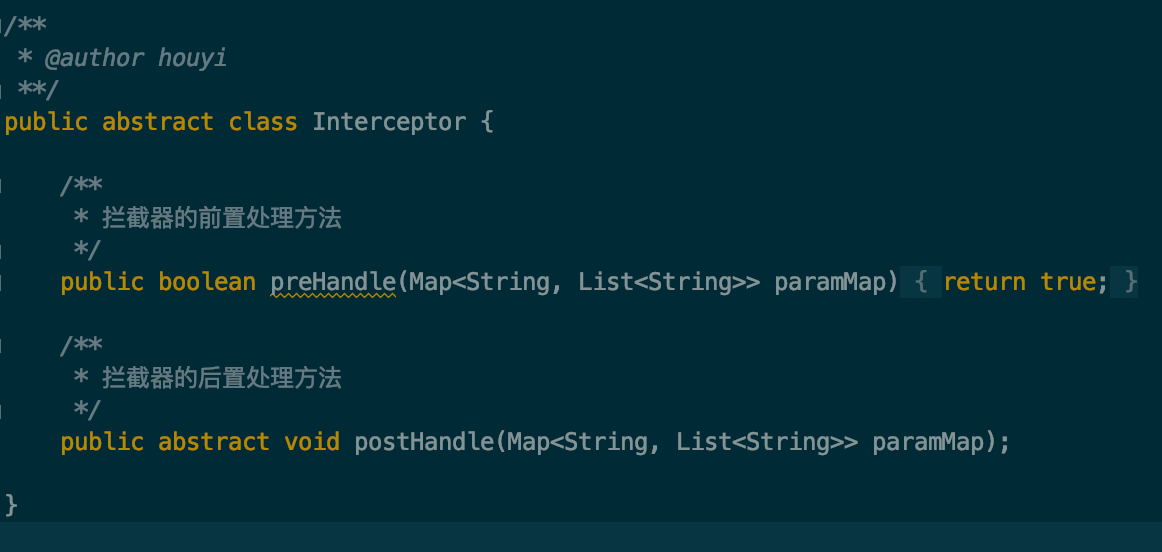 /**
 * @author houyi
 **/
public abstract class Interceptor {
    /**
     * 拦截器的前置处理方法
     */
    public boolean preHandle(Map<String, List<String>> paramMap) { return true; }
    /**
     * 拦截器的后置处理方法
     */
    public abstract void postHandle(Map<String, List<String>> paramMap);
}